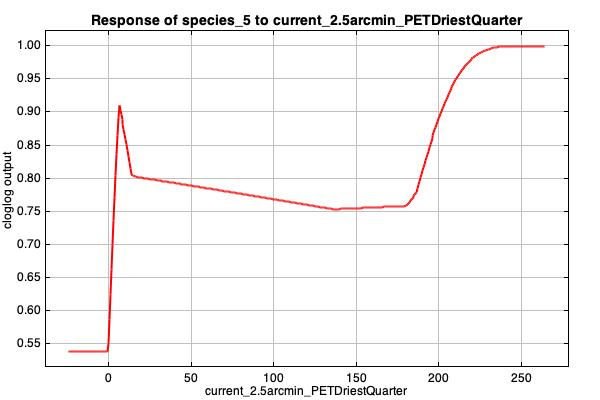 Response of species_5 to current_2.5arcmin_PETDriestQuarter
cloglog output
1.00
0.95
0.90
0.85
0.80
0.75
0.70
0.65
0.60
0.55
0 50 100 150 200 250
current_2.5arcmin_PETDriestQuarter